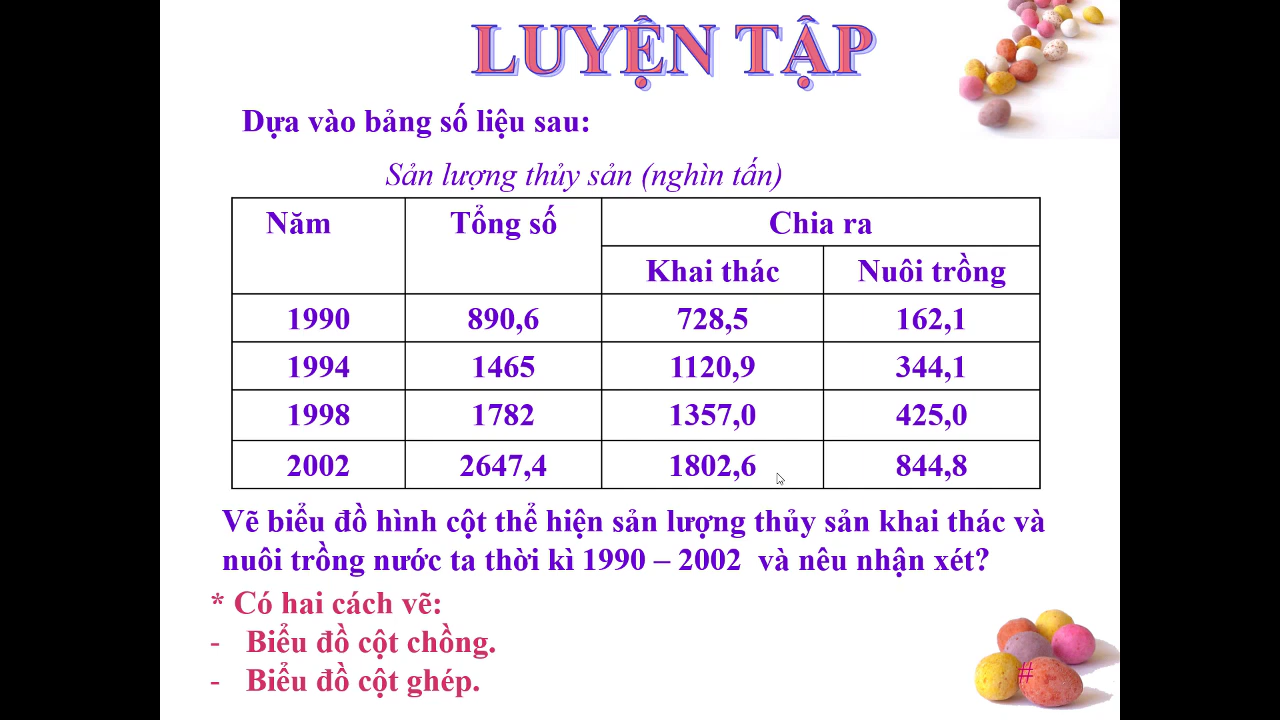 LUYỆN TẬP
Dựa vào bảng số liệu sau:
Sản lượng thủy sản (nghìn tấn)
Năm Tổng số Chia ra
Khai thác Nuôi trồng
1990 890,6 728,5 162,1
1994 1465 1120,9 344,1
1998 1782 1357,0 425,0
2002 2647,4 1802,6 844,8
Vẽ biểu đồ hình cột thể hiện sản lượng thủy sản khai thác và
nuôi trồng nước ta thời kì 1990 – 2002 và nêu nhận xét?
* Có hai cách vẽ:
- Biểu đồ cột chồng.
- Biểu đồ cột ghép.
#